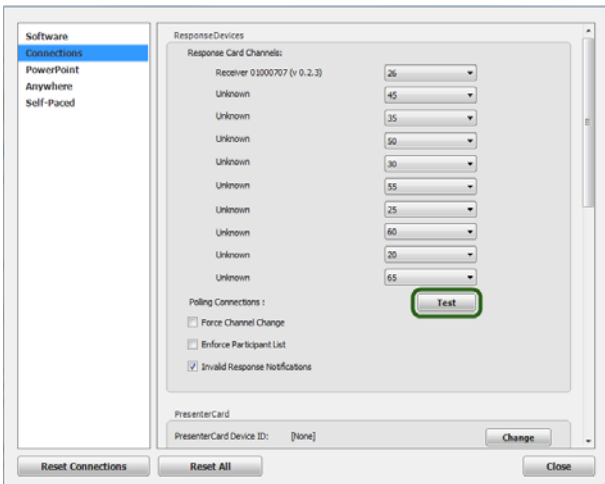 Software
Connections
PowerPoint
Anywhere
Self-Paced
ResponseDevices
Response Card Channels:
Receiver 01000707 (v 0.2.3) 26
Unknown 45
Unknown 35
Unknown 50
Unknown 30
Unknown 55
Unknown 25
Unknown 60
Unknown 20
Unknown 65
Polling Connections : Test
Force Channel Change
Enforce Participant List
Invalid Response Notifications
PresenterCard
PresenterCard Device ID: [None] Change
Reset Connections Reset All Close